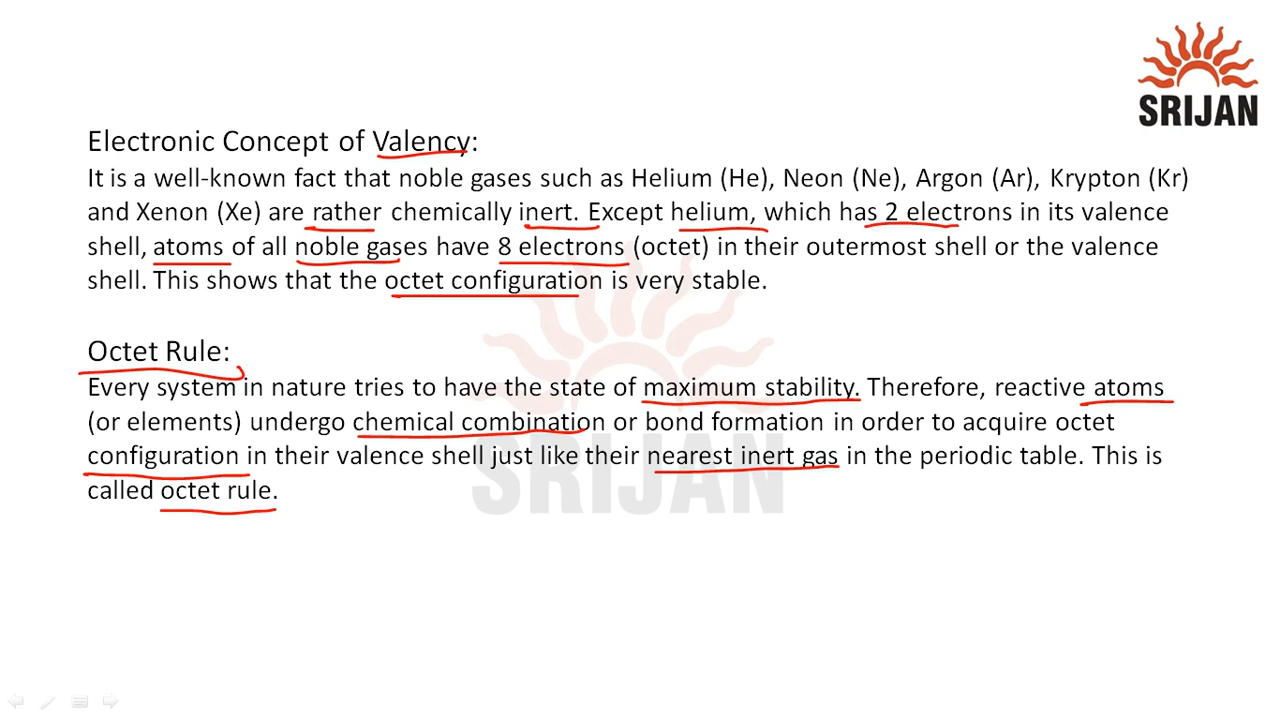 SRIJAN
Electronic Concept of Valency:
It is a well-known fact that noble gases such as Helium (He), Neon (Ne), Argon (Ar), Krypton (Kr)
and Xenon (Xe) are rather chemically inert. Except helium, which has 2 electrons in its valence
shell, atoms of all noble gases have 8 electrons (octet) in their outermost shell or the valence
shell. This shows that the octet configuration is very stable.
Octet Rule:
Every system in nature tries to have the state of maximum stability. Therefore, reactive atoms
(or elements) undergo chemical combination or bond formation in order to acquire octet
configuration in their valence shell just like their nearest inert gas in the periodic table. This is
called octet rule.
SRIJAN